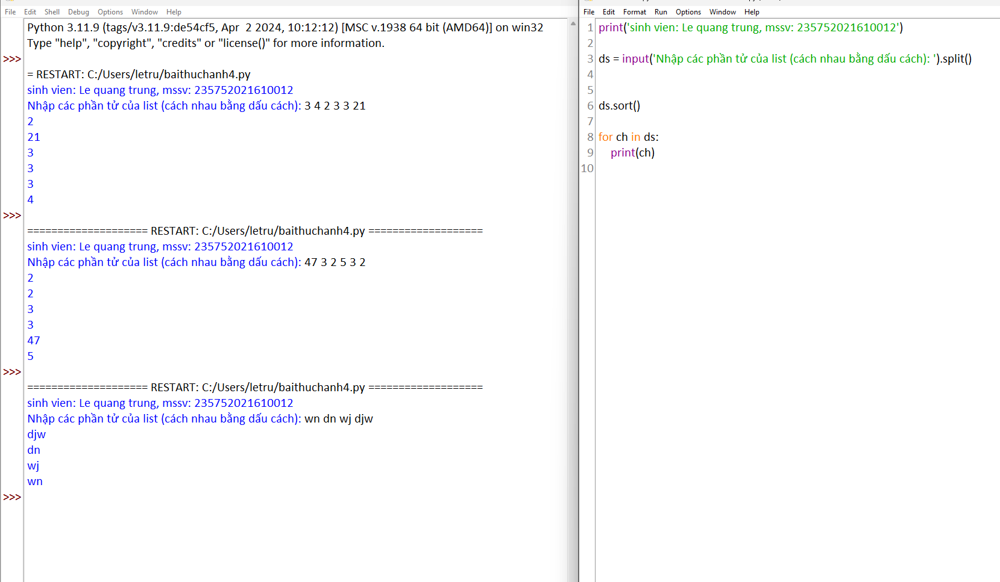 File Edit Shell Debug Options Window Help
Python 3.11.9 (tags/v3.11.9:de54cf5, Apr  2 2024, 10:12:12) [MSC v.1938 64 bit (AMD64)] on win32
Type "help", "copyright", "credits" or "license()" for more information.
>>>
= RESTART: C:/Users/letru/baithuchanh4.py
sinh vien: Le quang trung, mssv: 235752021610012
Nhập các phần tử của list (cách nhau bằng dấu cách): 3 4 2 3 3 21
2
21
3
3
3
4
>>>
==================== RESTART: C:/Users/letru/baithuchanh4.py ===================
sinh vien: Le quang trung, mssv: 235752021610012
Nhập các phần tử của list (cách nhau bằng dấu cách): 47 3 2 5 3 2
2
2
3
3
47
5
>>>
==================== RESTART: C:/Users/letru/baithuchanh4.py ===================
sinh vien: Le quang trung, mssv: 235752021610012
Nhập các phần tử của list (cách nhau bằng dấu cách): wn dn wj djw
djw
dn
wj
wn
>>>
File Edit Format Run Options Window Help
1 print('sinh vien: Le quang trung, mssv: 235752021610012')
2
3 ds = input('Nhập các phần tử của list (cách nhau bằng dấu cách): ').split()
4
5
6 ds.sort()
7
8 for ch in ds:
9     print(ch)
10